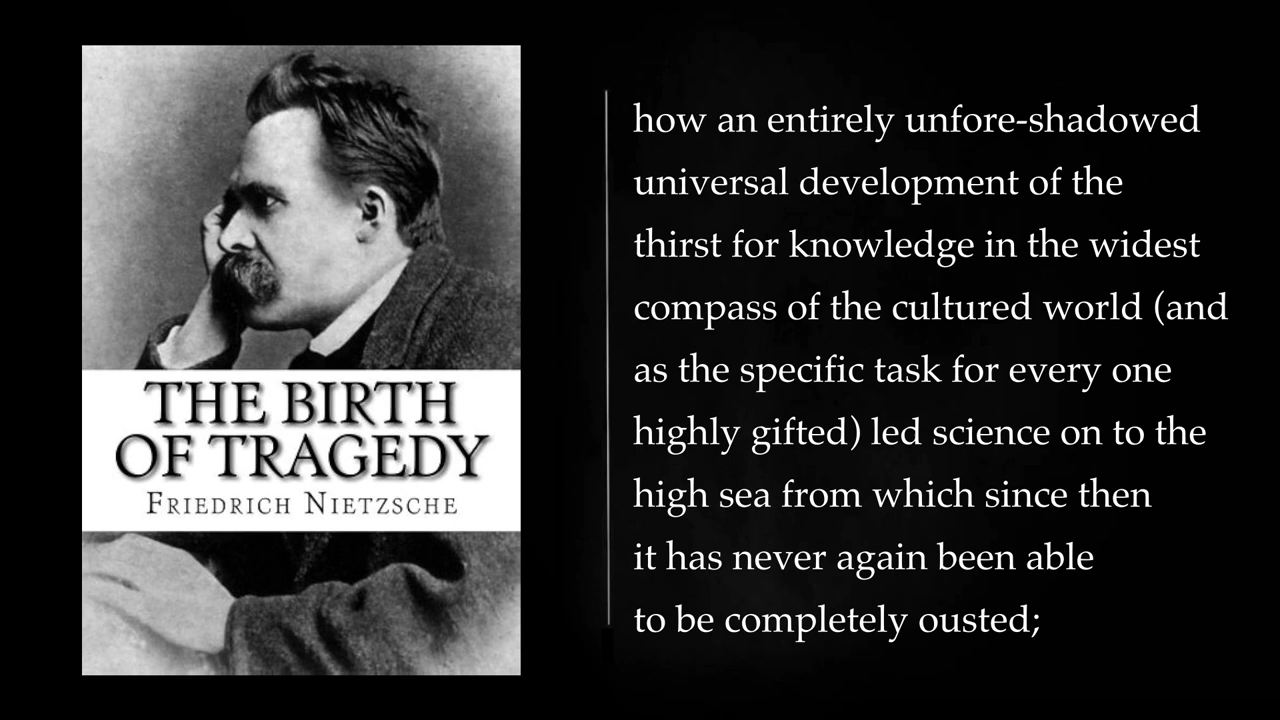 THE BIRTH
OF TRAGEDY
FRIEDRICH NIETZSCHE
how an entirely unfore-shadowed
universal development of the
thirst for knowledge in the widest
compass of the cultured world (and
as the specific task for every one
highly gifted) led science on to the
high sea from which since then
it has never again been able
to be completely ousted;